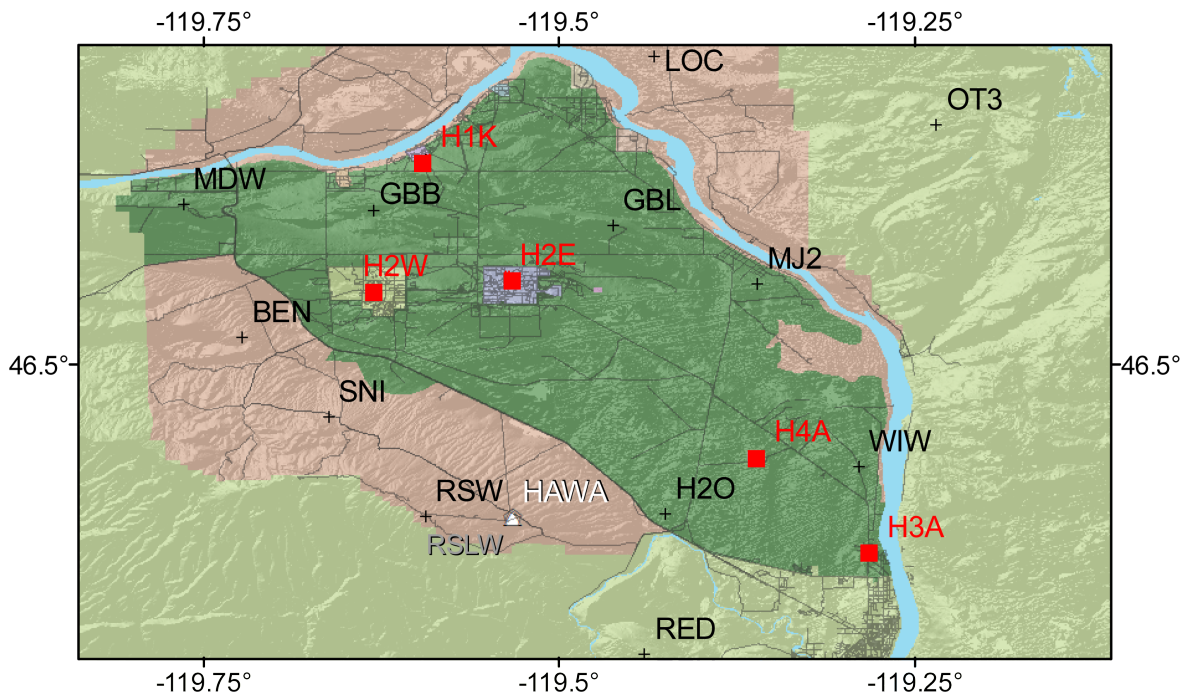 -119.75° -119.5° -119.25°
LOC
OT3
H1K
MDW
GBB
GBL
H2E
MJ2
H2W
BEN
46.5° 46.5°
SNI
H4A
WIW
RSW HAWA H2O
H3A
RSLW
RED
-119.75° -119.5° -119.25°